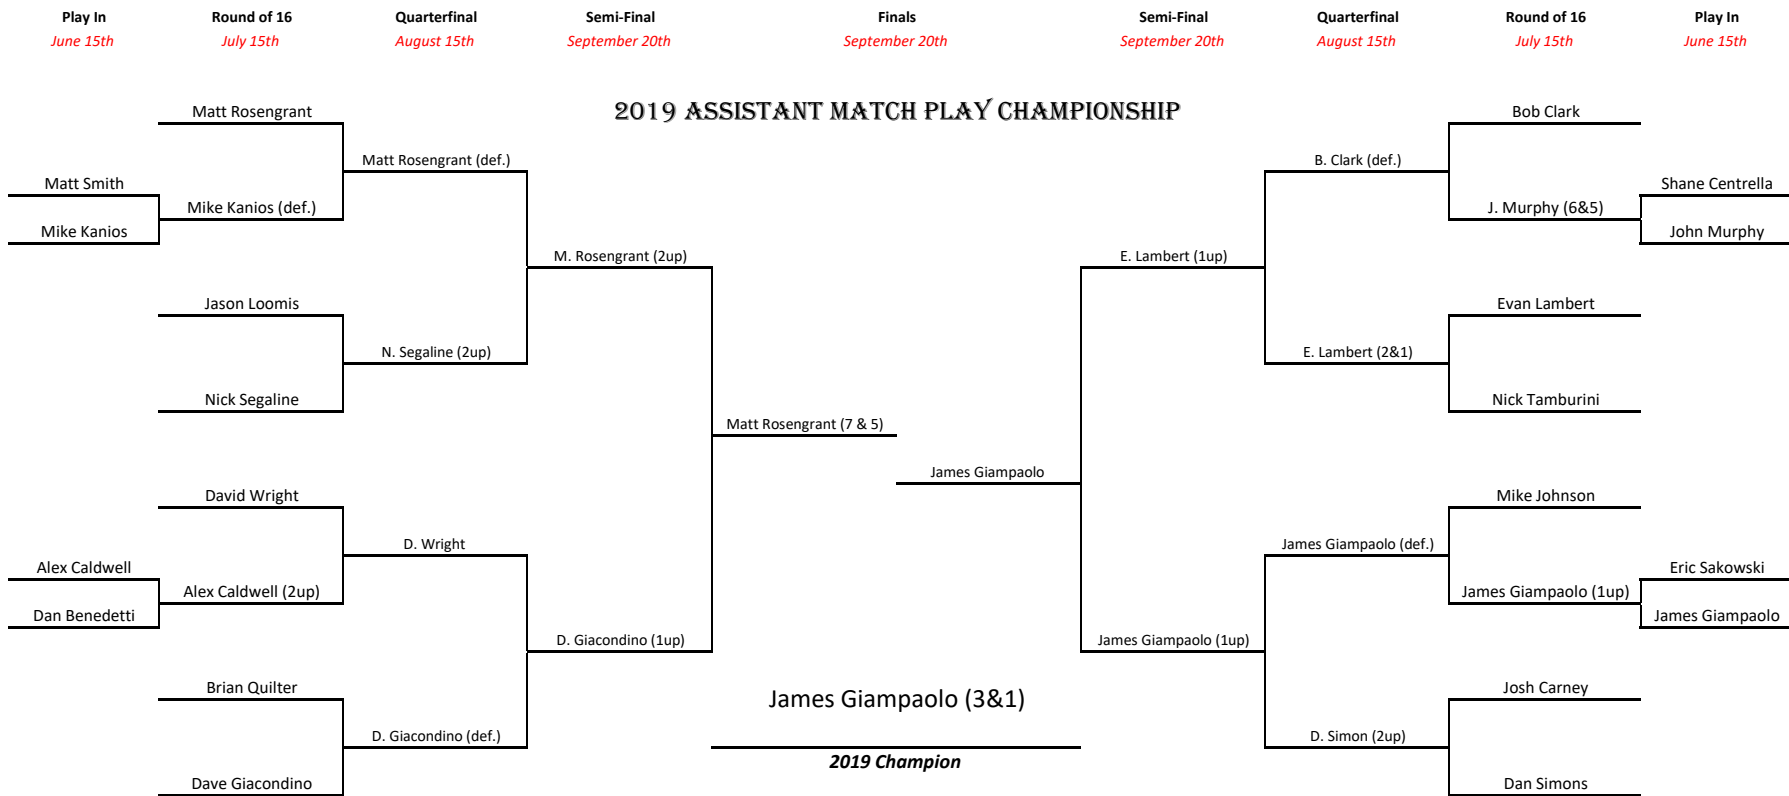 Play In
Round of 16
Quarterfinal
Semi-Final
Finals
Semi-Final
Quarterfinal
Round of 16
Play In
June 15th
July 15th
August 15th
September 20th
September 20th
September 20th
August 15th
July 15th
June 15th
2019 ASSISTANT MATCH PLAY CHAMPIONSHIP
Matt Rosengrant
Bob Clark
Matt Rosengrant (def.)
B. Clark (def.)
Matt Smith
Shane Centrella
Mike Kanios (def.)
J. Murphy (6&5)
Mike Kanios
John Murphy
M. Rosengrant (2up)
E. Lambert (1up)
Jason Loomis
Evan Lambert
N. Segaline (2up)
E. Lambert (2&1)
Nick Segaline
Nick Tamburini
Matt Rosengrant (7 & 5)
James Giampaolo
David Wright
Mike Johnson
D. Wright
James Giampaolo (def.)
Alex Caldwell
Eric Sakowski
Alex Caldwell (2up)
James Giampaolo (1up)
Dan Benedetti
James Giampaolo
D. Giacondino (1up)
James Giampaolo (1up)
Brian Quilter
James Giampaolo (3&1)
Josh Carney
D. Giacondino (def.)
D. Simon (2up)
2019 Champion
Dave Giacondino
Dan Simons